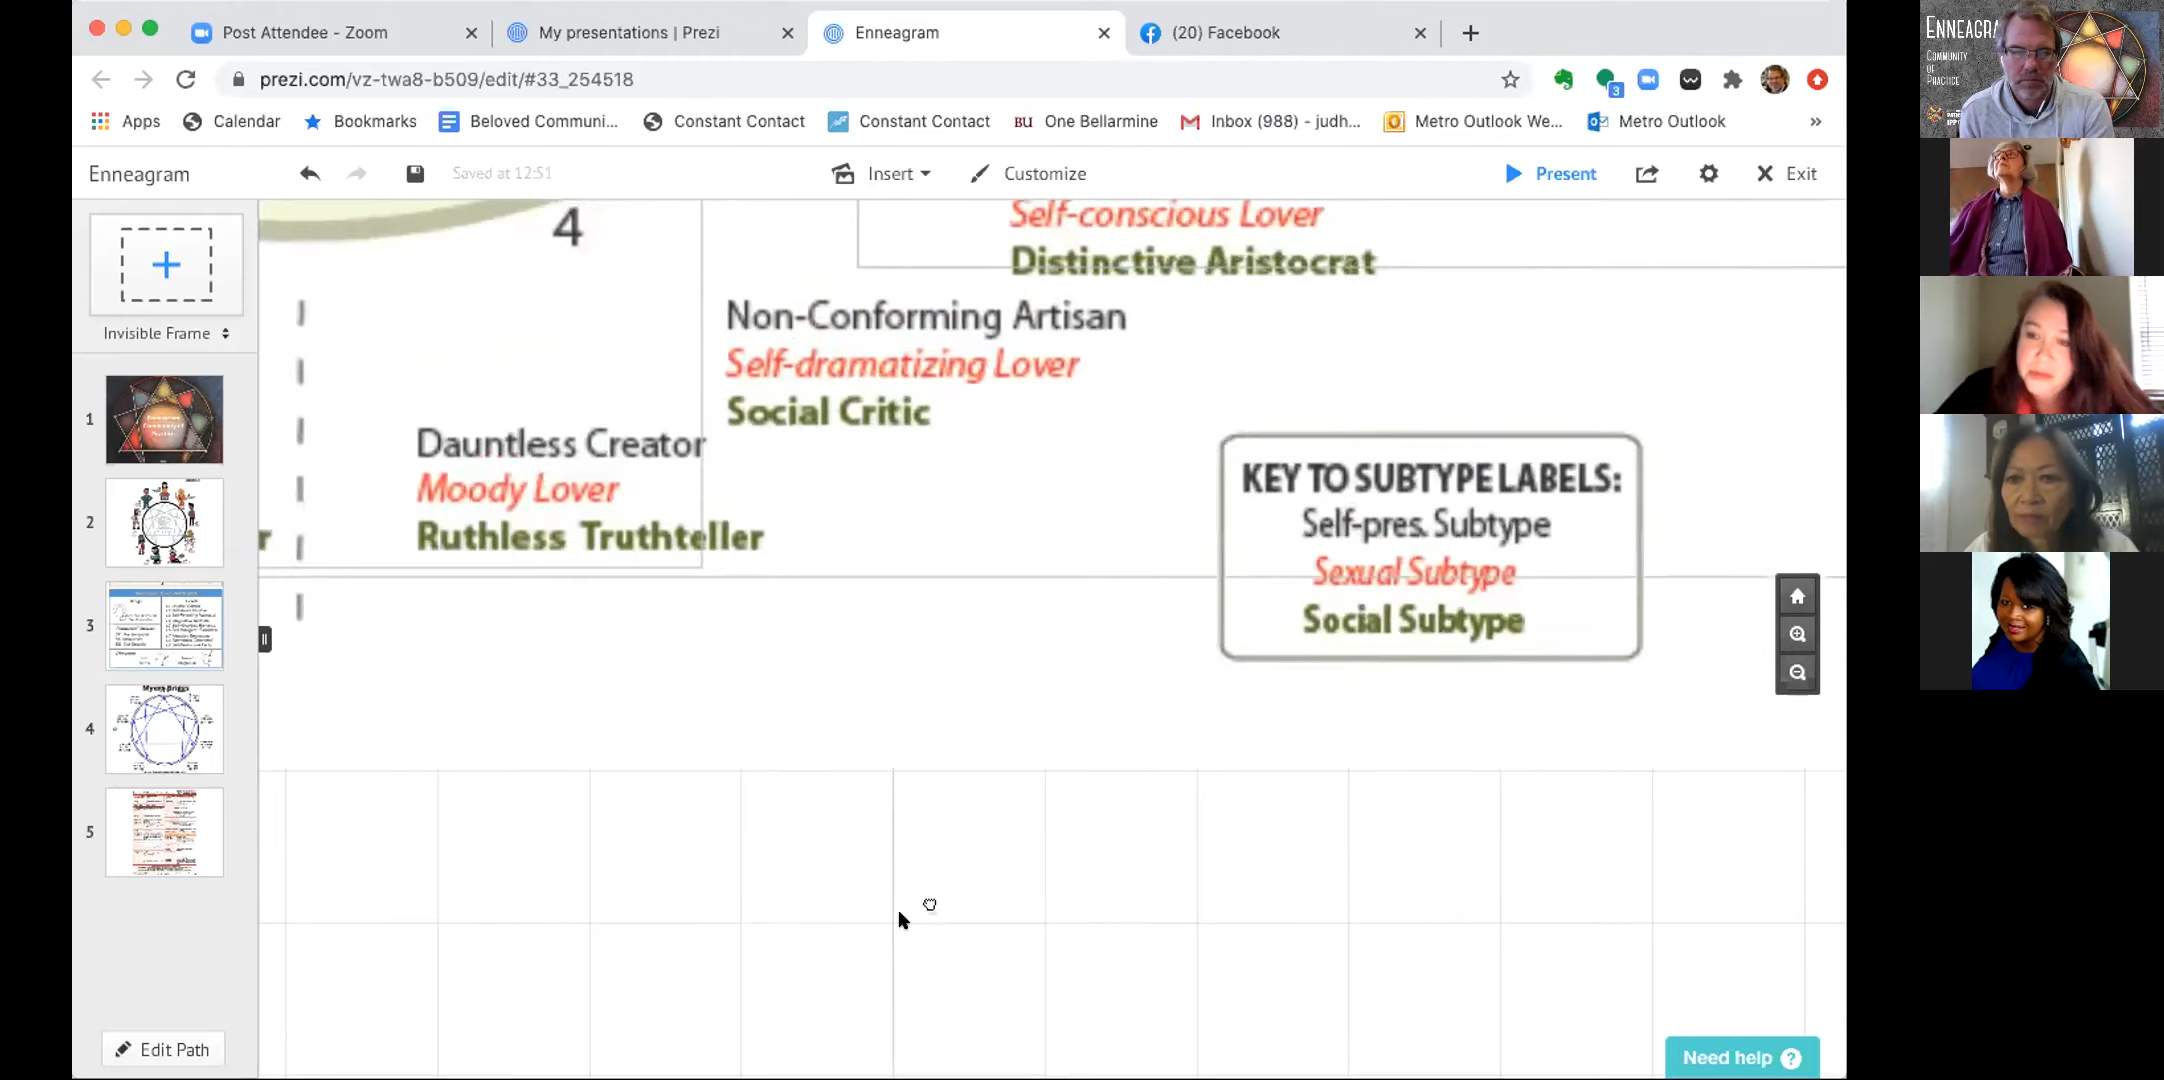 Post Attendee - Zoom
My presentations | Prezi
Enneagram
(20) Facebook
prezi.com/vz-twa8-b509/edit/#33_254518
3
Apps
Calendar
Bookmarks
Beloved Communi...
Constant Contact
Constant Contact
BU One Bellarmine
Inbox (988) - judh...
Metro Outlook We...
Metro Outlook
»
Enneagram
Saved at 12:51
Insert
Customize
Present
Exit
Invisible Frame
1
2
3
4
Myers-Briggs
5
Edit Path
4
Self-conscious Lover
Distinctive Aristocrat
Non-Conforming Artisan
Self-dramatizing Lover
Social Critic
Dauntless Creator
Moody Lover
Ruthless Truthteller
r
KEY TO SUBTYPE LABELS:
Self-pres. Subtype
Sexual Subtype
Social Subtype
Need help ?
ENNEAGRA
COMMUNITY
OF
PRACTICE